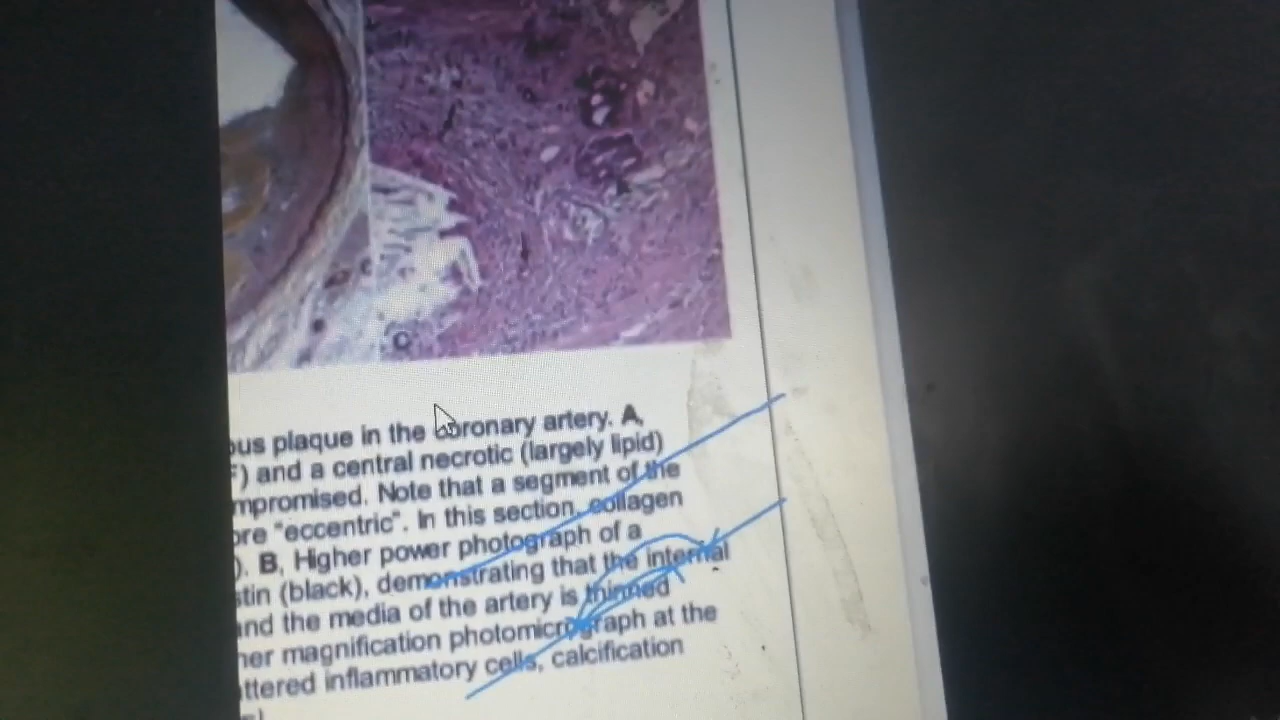 C
ous plaque in the coronary artery. A,
) and a central necrotic (largely lipid)
mpromised. Note that a segment of the
ore "eccentric". In this section, collagen
). B, Higher power photograph of a
stin (black), demonstrating that the internal
and the media of the artery is thinned
her magnification photomicrograph at the
ttered inflammatory cells, calcification